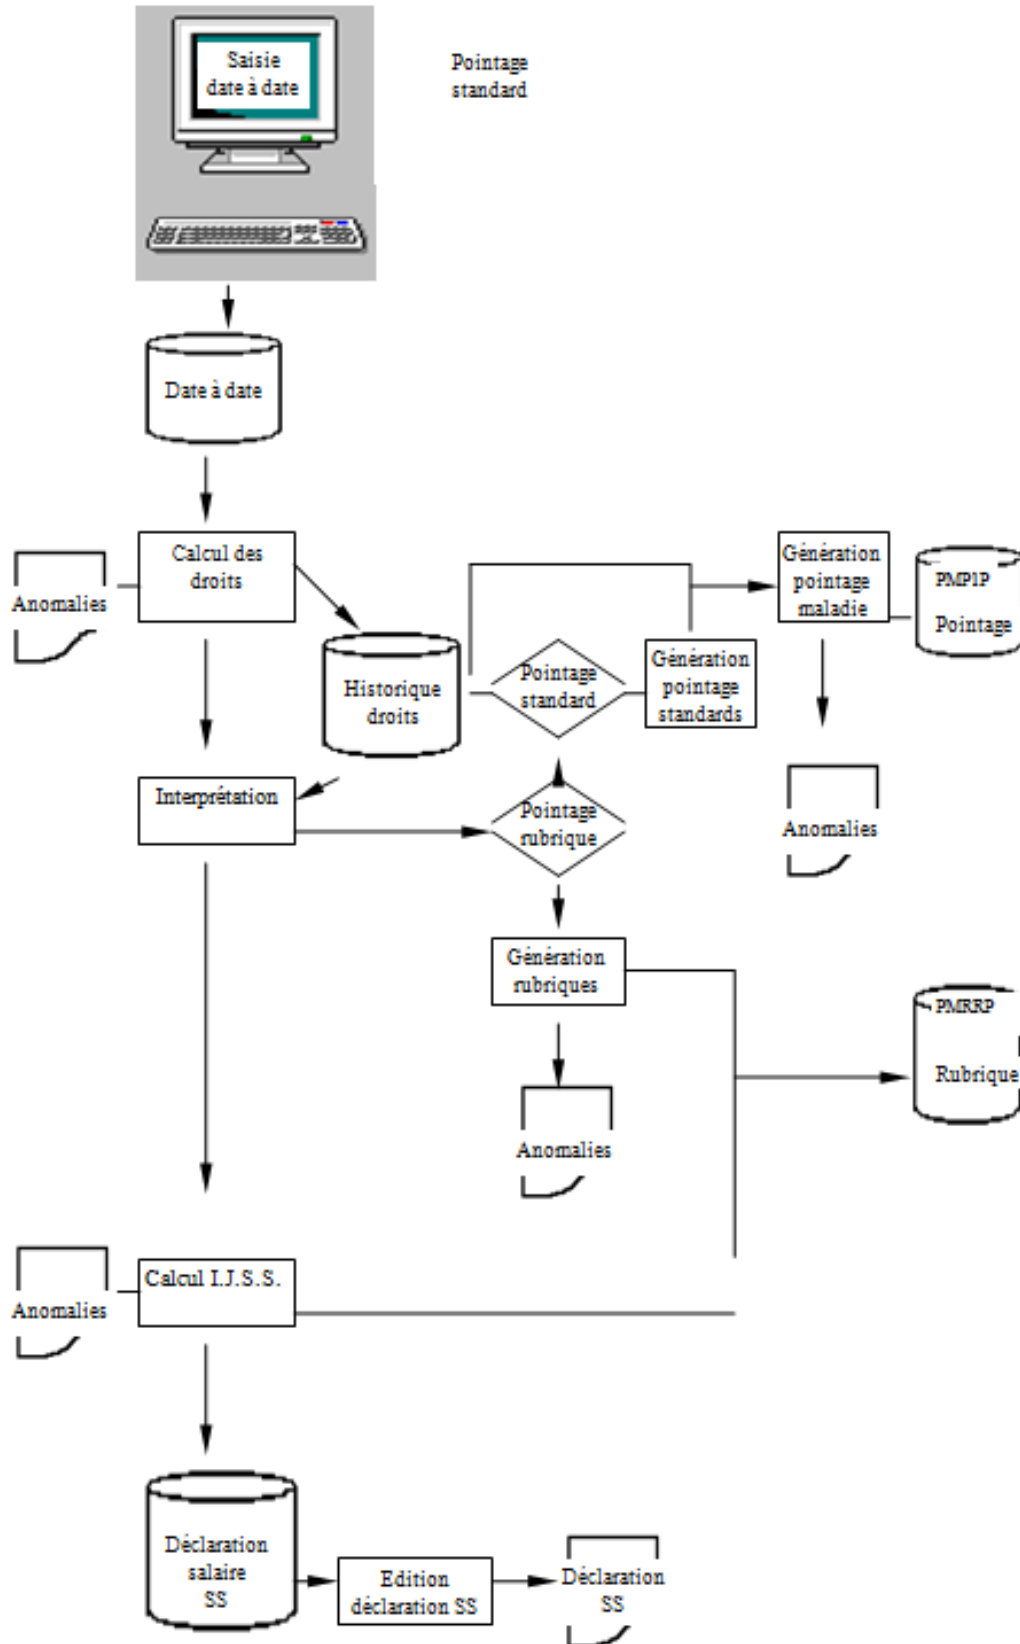 Saisie
date à date
Pointage
standard
Date à date
Calcul des
droits
Anomalies
Historique
droits
Pointage
standard
Génération
pointage
standards
Génération
pointage
maladie
PMP1P
Pointage
Anomalies
Interprétation
Pointage
rubrique
Génération
rubriques
Anomalies
PMRRP
Rubrique
Calcul I.J.S.S.
Anomalies
Déclaration
salaire
SS
Edition
déclaration SS
Déclaration
SS